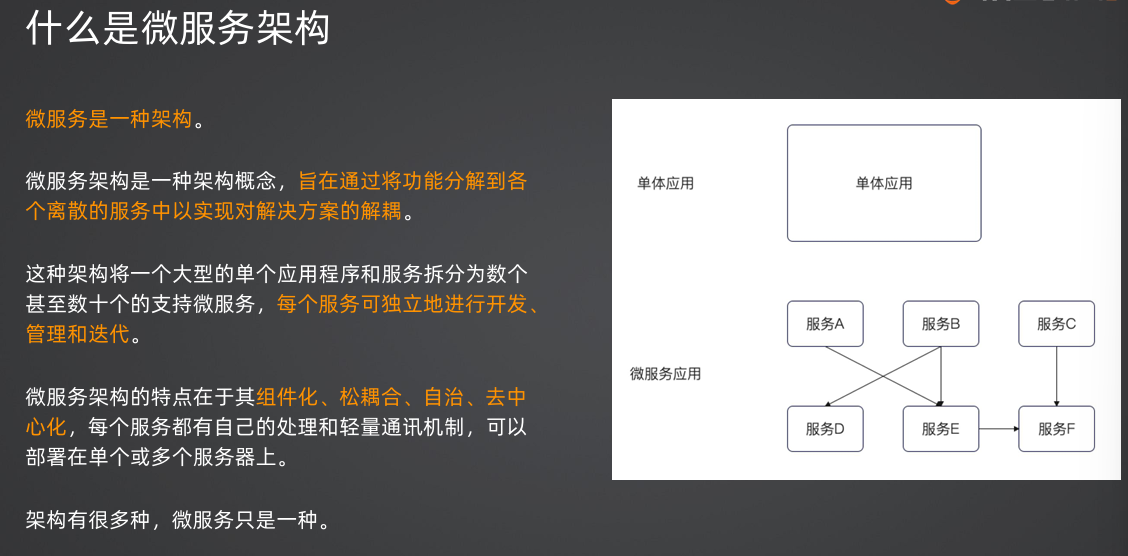 什么是微服务架构
微服务是一种架构。
微服务架构是一种架构概念，旨在通过将功能分解到各
个离散的服务中以实现对解决方案的解耦。
这种架构将一个大型的单个应用程序和服务拆分为数个
甚至数十个的支持微服务，每个服务可独立地进行开发、
管理和迭代。
微服务架构的特点在于其组件化、松耦合、自治、去中
心化，每个服务都有自己的处理和轻量通讯机制，可以
部署在单个或多个服务器上。
架构有很多种，微服务只是一种。
单体应用
单体应用
微服务应用
服务A
服务B
服务C
服务D
服务E
服务F